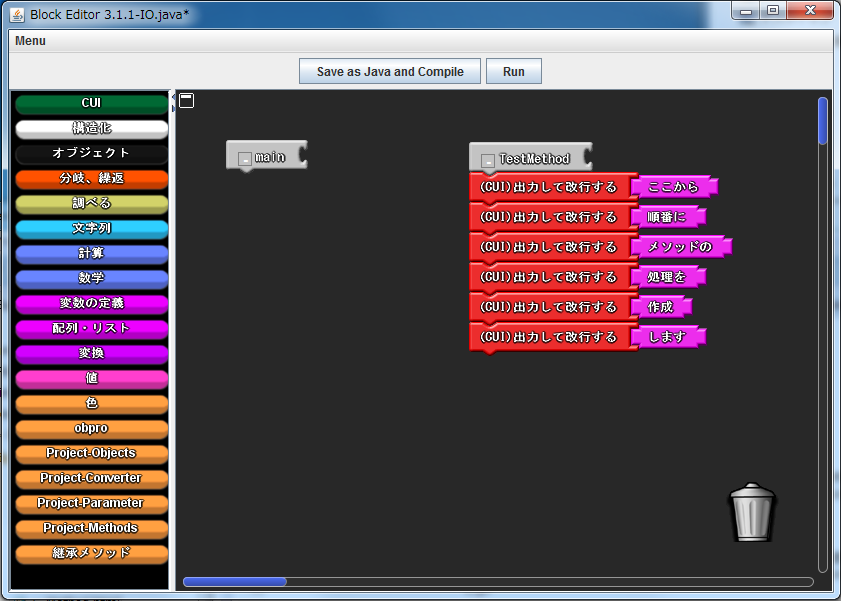 Block Editor 3.1.1-IO.java*
Menu
Save as Java and Compile
Run
CUI
構造化
オブジェクト
分岐、繰返
調べる
文字列
計算
数学
変数の定義
配列・リスト
変換
値
色
obpro
Project-Objects
Project-Converter
Project-Parameter
Project-Methods
継承メソッド
main
TestMethod
(CUI)出力して改行する ここから
(CUI)出力して改行する 順番に
(CUI)出力して改行する メソッドの
(CUI)出力して改行する 処理を
(CUI)出力して改行する 作成
(CUI)出力して改行する します